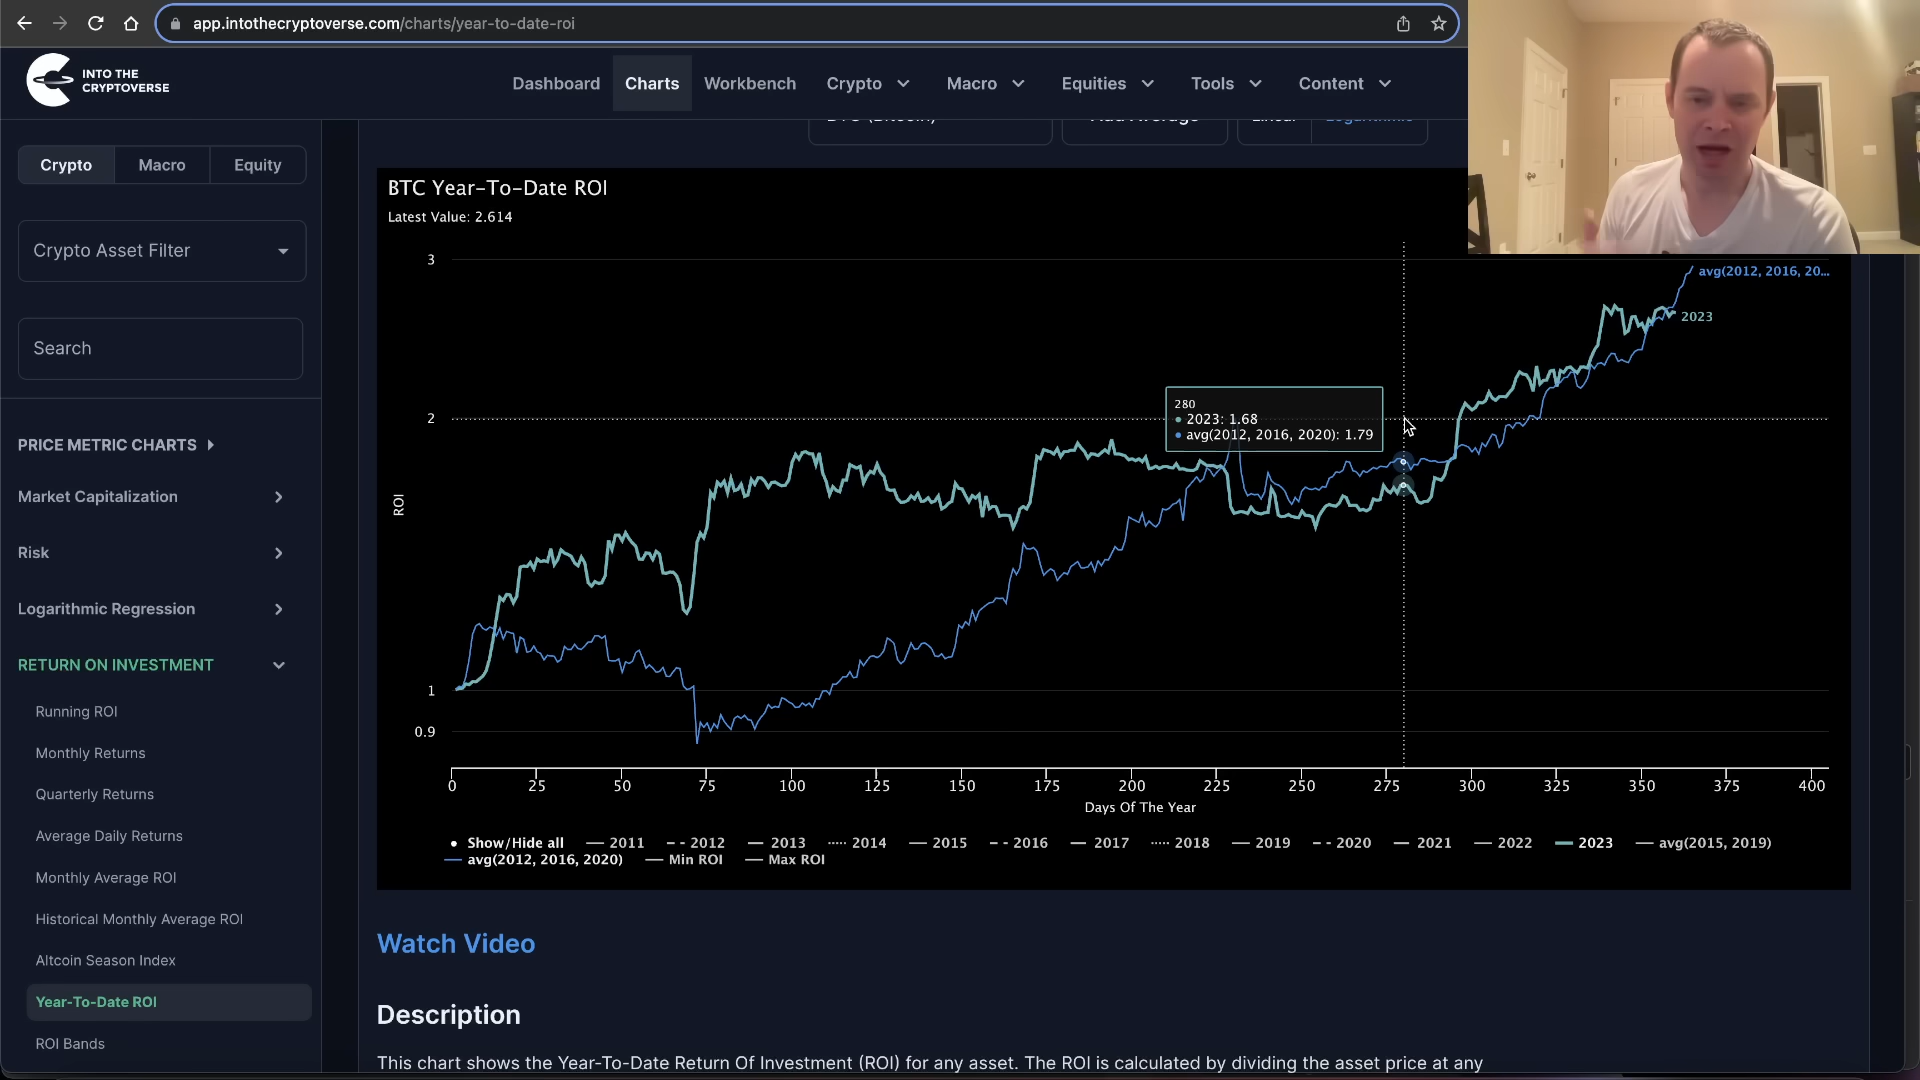 app.intothecryptoverse.com/charts/year-to-date-roi
INTO THE
CRYPTOVERSE
Dashboard
Charts
Workbench
Crypto
Macro
Equities
Tools
Content
Crypto
Macro
Equity
Crypto Asset Filter
Search
PRICE METRIC CHARTS
Market Capitalization
Risk
Logarithmic Regression
RETURN ON INVESTMENT
Running ROI
Monthly Returns
Quarterly Returns
Average Daily Returns
Monthly Average ROI
Historical Monthly Average ROI
Altcoin Season Index
Year-To-Date ROI
ROI Bands
BTC (Bitcoin)
Add Average
Linear
Logarithmic
BTC Year-To-Date ROI
Latest Value: 2.614
3
2
1
0.9
ROI
avg(2012, 2016, 20...
2023
280
2023: 1.68
avg(2012, 2016, 2020): 1.79
0 25 50 75 100 125 150 175 200 225 250 275 300 325 350 375 400
Days Of The Year
Show/Hide all 2011 2012 2013 2014 2015 2016 2017 2018 2019 2020 2021 2022 2023 avg(2015, 2019)
avg(2012, 2016, 2020) Min ROI Max ROI
Watch Video
Description
This chart shows the Year-To-Date Return Of Investment (ROI) for any asset. The ROI is calculated by dividing the asset price at any